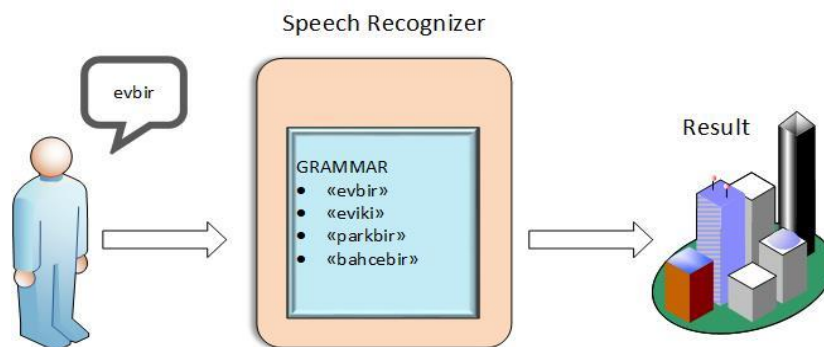 Speech Recognizer
evbir
GRAMMAR
• «evbir»
• «eviki»
• «parkbir»
• «bahcebir»
Result